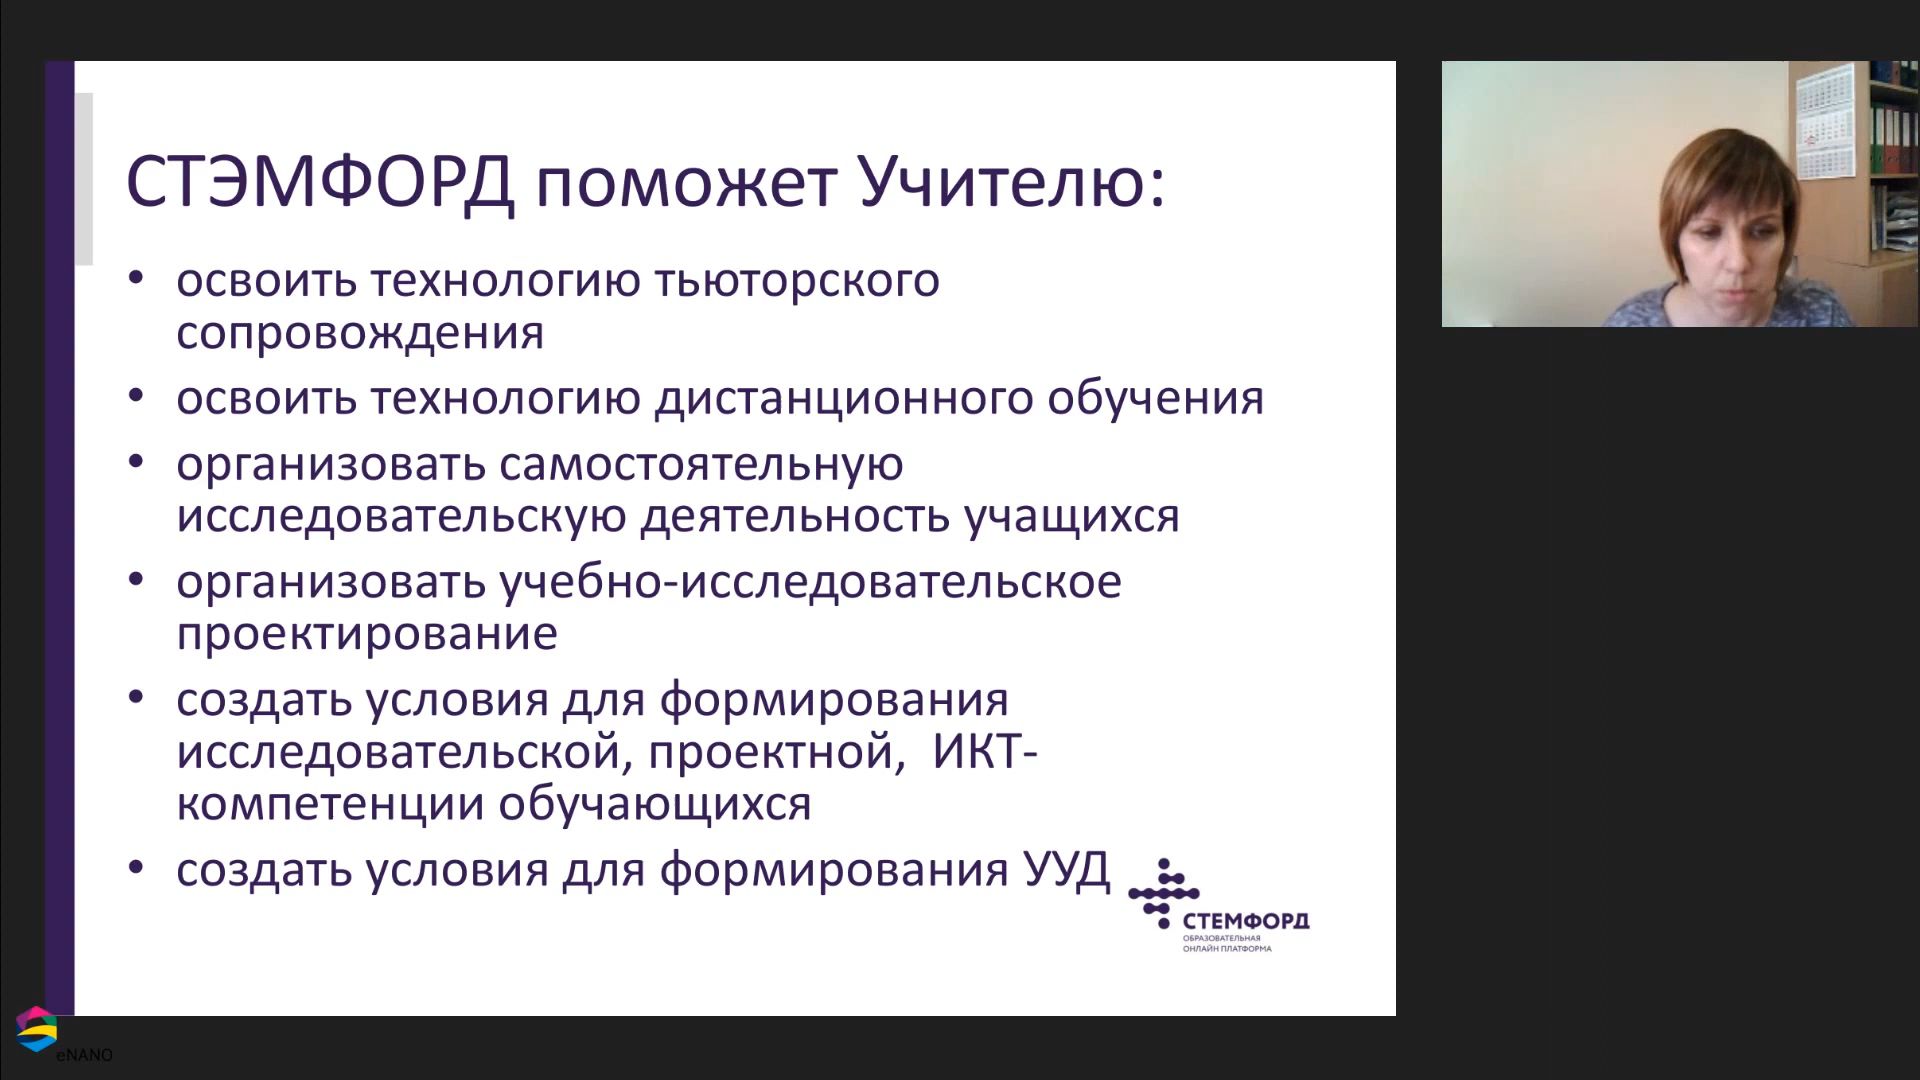 СТЭМФОРД поможет Учителю:
• освоить технологию тьюторского
сопровождения
• освоить технологию дистанционного обучения
• организовать самостоятельную
исследовательскую деятельность учащихся
• организовать учебно-исследовательское
проектирование
• создать условия для формирования
исследовательской, проектной,  ИКТ-
компетенции обучающихся
• создать условия для формирования УУД
СТЕМФОРД
ОБРАЗОВАТЕЛЬНАЯ
ОНЛАЙН ПЛАТФОРМА
eNANO